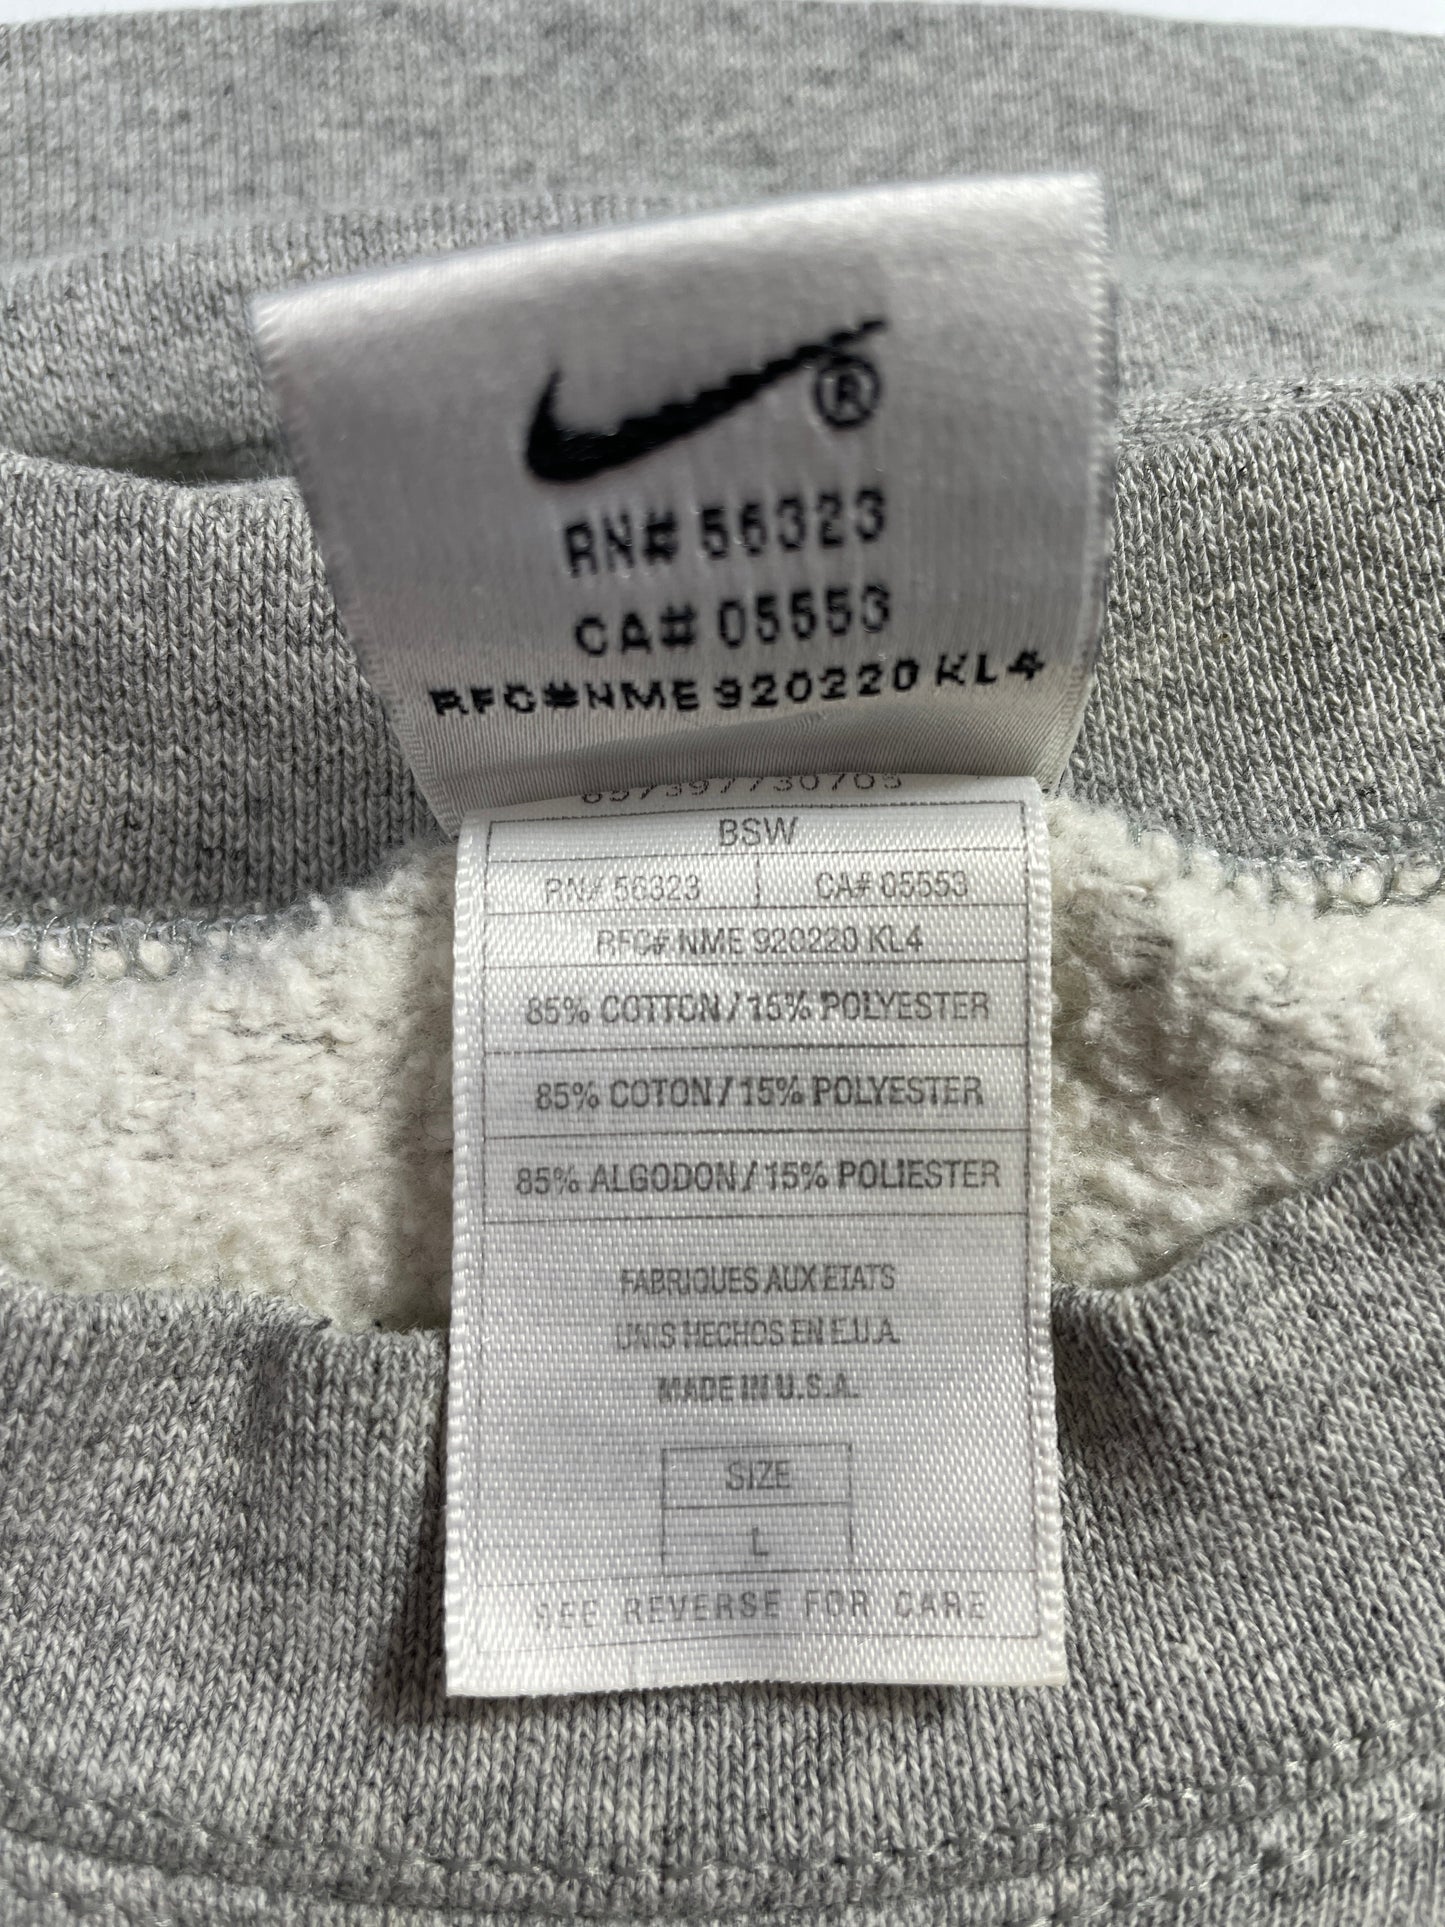 ®
RN# 56323
CA# 05553
RFC#NME 920220 KL4
857397730705
BSW
RN# 56323 CA# 05553
RFC# NME 920220 KL4
85% COTTON / 15% POLYESTER
85% COTON / 15% POLYESTER
85% ALGODON / 15% POLIESTER
FABRIQUES AUX ETATS
UNIS HECHOS EN E.U.A.
MADE IN U.S.A.
SIZE
L
SEE REVERSE FOR CARE